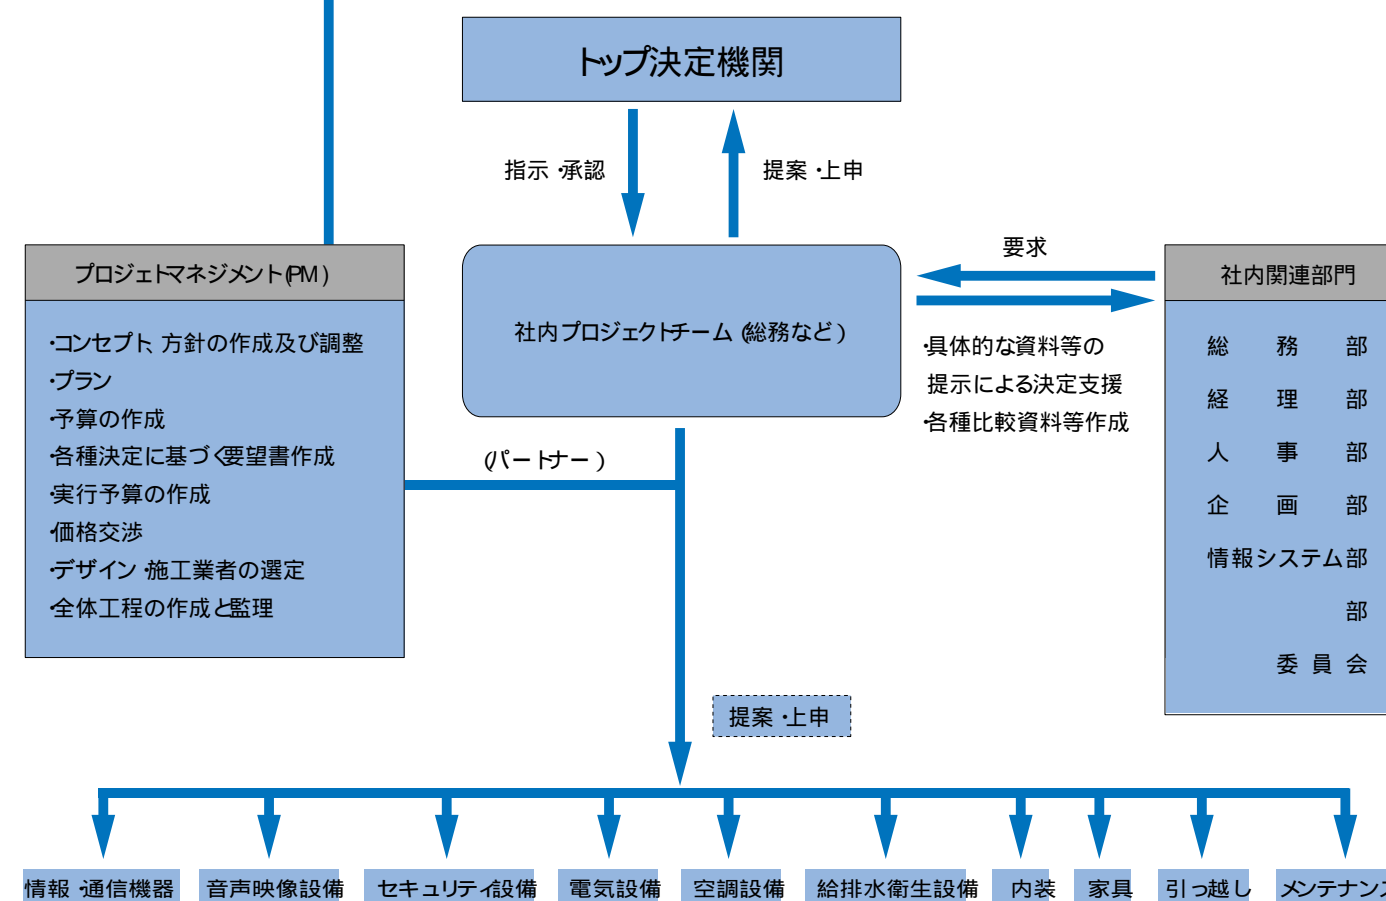 トップ決定機関
指示・承認
提案・上申
要求
プロジェトマネジメント(PM)
・コンセプト、方針の作成及び調整
・プラン
・予算の作成
・各種決定に基づく要望書作成
・実行予算の作成
・価格交渉
・デザイン・施工業者の選定
・全体工程の作成と監理
社内プロジェクトチーム(総務など)
(パートナー)
・具体的な資料等の
提示による決定支援
・各種比較資料等作成
社内関連部門
総務部
経理部
人事部
企画部
情報システム部
部
委員会
提案・上申
情報・通信機器
音声映像設備
セキュリティ設備
電気設備
空調設備
給排水衛生設備
内装
家具
引っ越し
メンテナンス